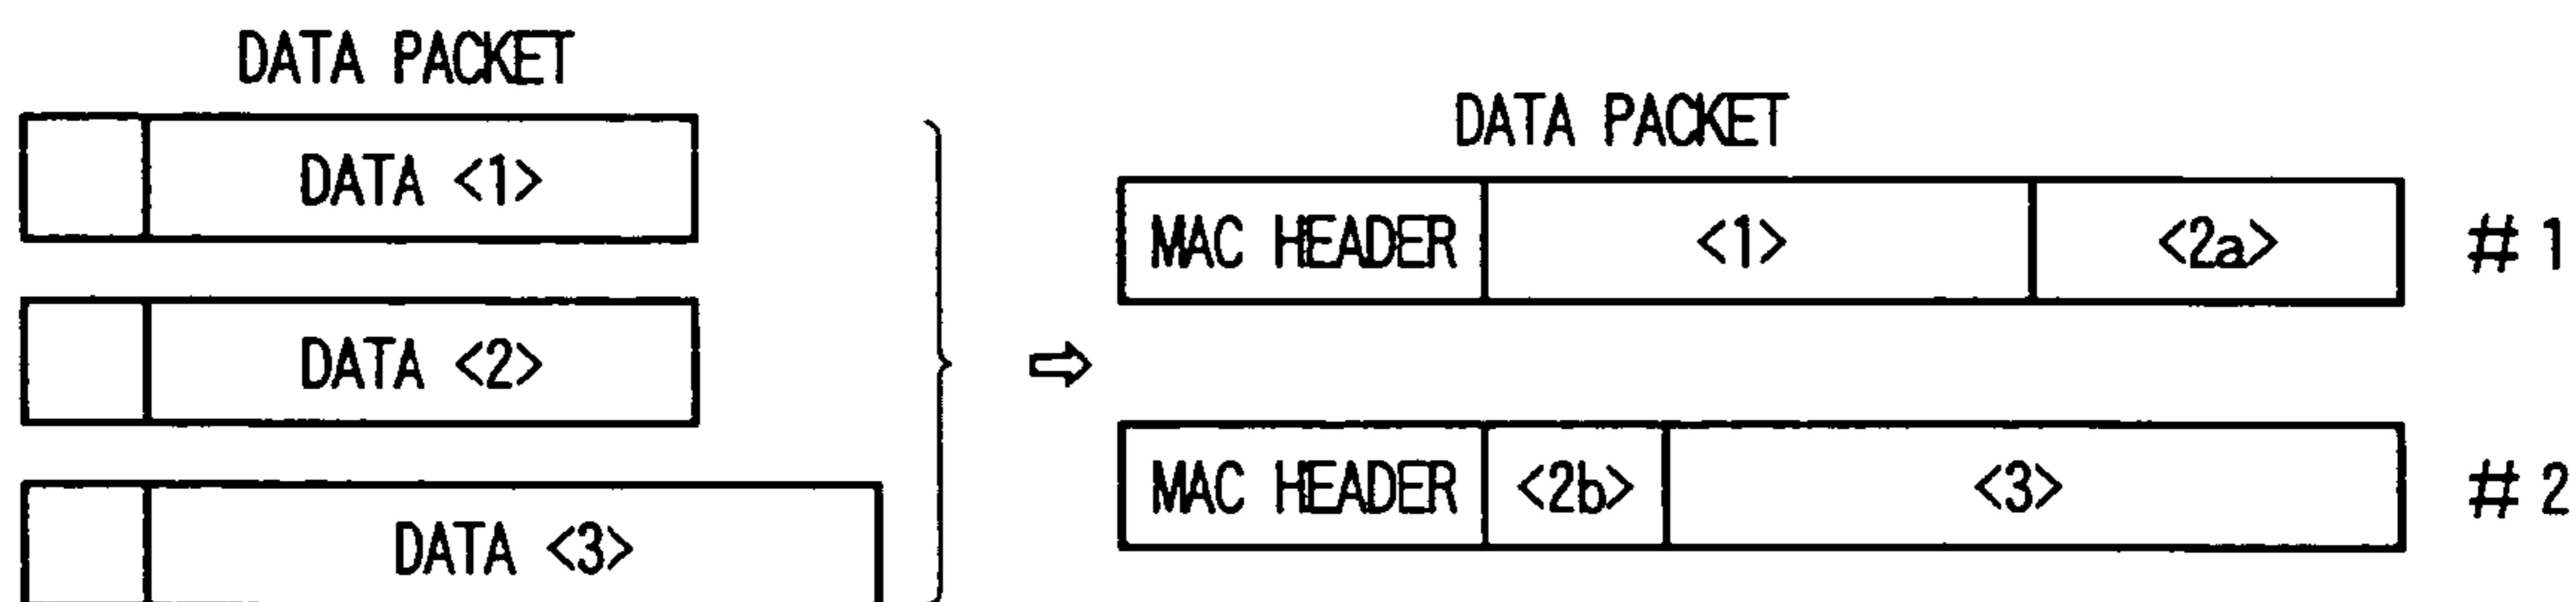 DATA PACKET
DATA <1>
DATA <2>
DATA <3>
DATA PACKET
MAC HEADER <1> <2a> #1
MAC HEADER <2b> <3> #2